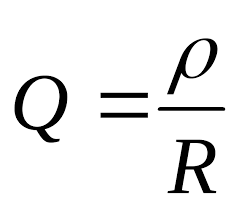 Q = ρ/R